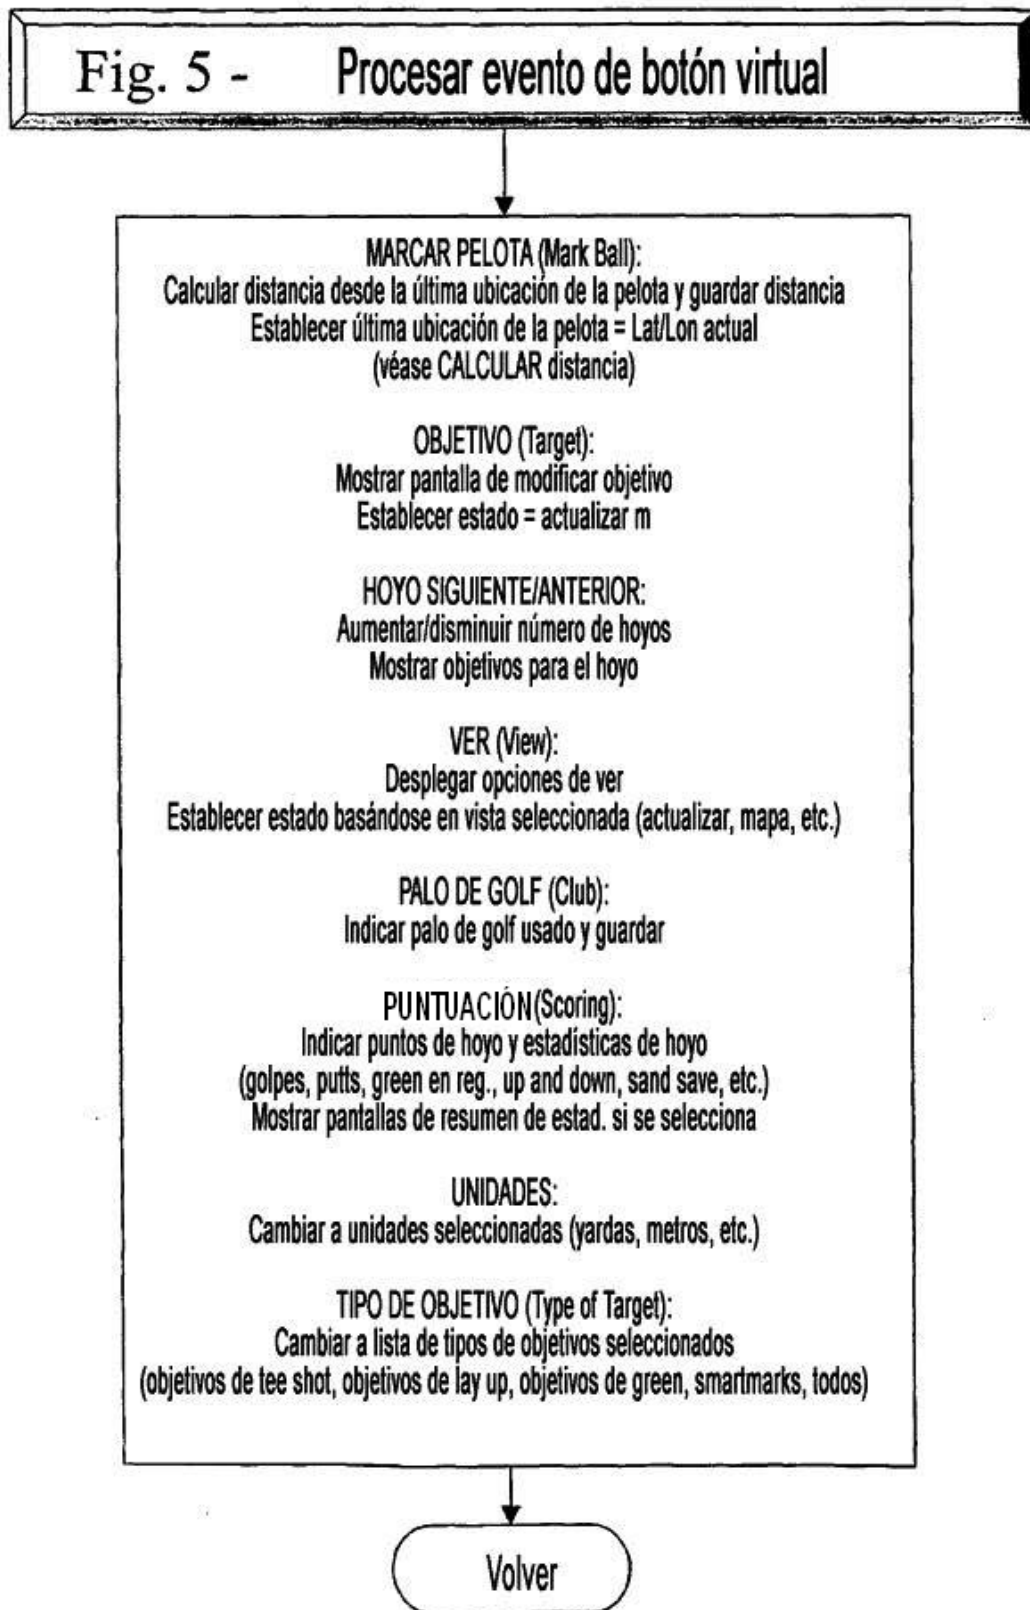 Fig. 5 - Procesar evento de botón virtual
MARCAR PELOTA (Mark Ball):
Calcular distancia desde la última ubicación de la pelota y guardar distancia
Establecer última ubicación de la pelota = Lat/Lon actual
(véase CALCULAR distancia)
OBJETIVO (Target):
Mostrar pantalla de modificar objetivo
Establecer estado = actualizar m
HOYO SIGUIENTE/ANTERIOR:
Aumentar/disminuir número de hoyos
Mostrar objetivos para el hoyo
VER (View):
Desplegar opciones de ver
Establecer estado basándose en vista seleccionada (actualizar, mapa, etc.)
PALO DE GOLF (Club):
Indicar palo de golf usado y guardar
PUNTUACIÓN(Scoring):
Indicar puntos de hoyo y estadísticas de hoyo
(golpes, putts, green en reg., up and down, sand save, etc.)
Mostrar pantallas de resumen de estad. si se selecciona
UNIDADES:
Cambiar a unidades seleccionadas (yardas, metros, etc.)
TIPO DE OBJETIVO (Type of Target):
Cambiar a lista de tipos de objetivos seleccionados
(objetivos de tee shot, objetivos de lay up, objetivos de green, smartmarks, todos)
Volver